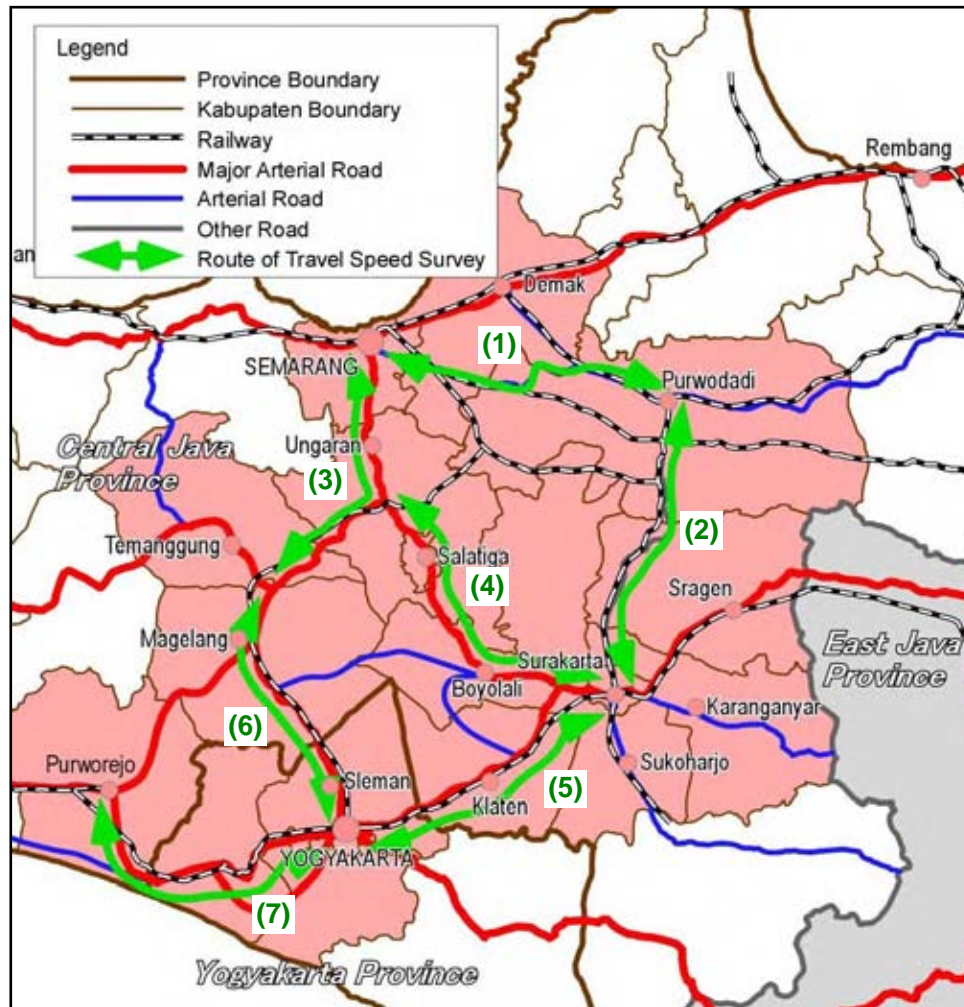 Legend
Province Boundary
Kabupaten Boundary
Railway
Major Arterial Road
Arterial Road
Other Road
Route of Travel Speed Survey
Rembang
an
Demak
(1)
SEMARANG
Purwodadi
Ungaran
Central Java
Province
(3)
(2)
Temanggung
Salatiga
(4)
Sragen
Magelang
East Java
Province
Surakarta
Boyolali
Karanganyar
(6)
Purworejo
Sleman
Sukoharjo
(5)
Klaten
YOGYAKARTA
(7)
Yogyakarta Province